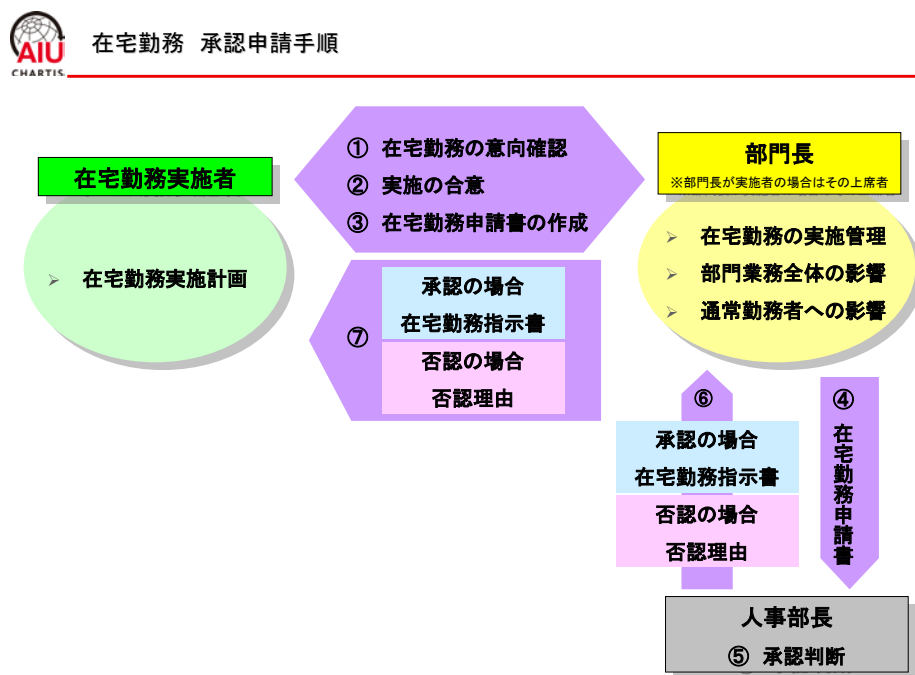 AIU
CHARTIS
在宅勤務 承認申請手順
在宅勤務実施者
➢ 在宅勤務実施計画
① 在宅勤務の意向確認
② 実施の合意
③ 在宅勤務申請書の作成
部門長
※部門長が実施者の場合はその上席者
➢ 在宅勤務の実施管理
➢ 部門業務全体の影響
➢ 通常勤務者への影響
④
在宅勤務申請書
人事部長
⑤ 承認判断
⑥
承認の場合
在宅勤務指示書
否認の場合
否認理由
⑦
承認の場合
在宅勤務指示書
否認の場合
否認理由